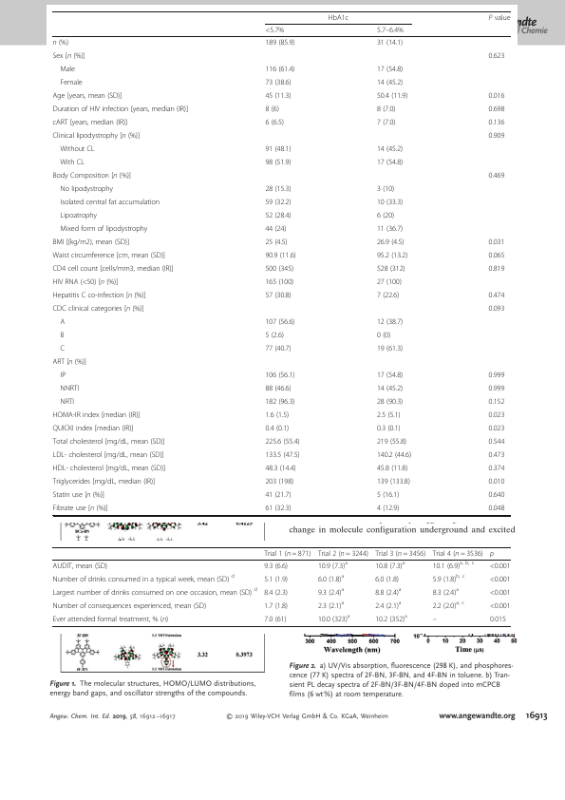 HbA1c P value
<5.7% 5.7–6.4%
n (%) 189 (85.9) 31 (14.1)
Sex [n (%)] 0.623
Male 116 (61.4) 17 (54.8)
Female 73 (38.6) 14 (45.2)
Age [years, mean (SD)] 45 (11.3) 50.4 (11.9) 0.016
Duration of HIV infection [years, median (IR)] 8 (6) 8 (7.0) 0.698
cART [years, median (IR)] 6 (6.5) 7 (7.0) 0.136
Clinical lipodystrophy [n (%)] 0.909
Without CL 91 (48.1) 14 (45.2)
With CL 98 (51.9) 17 (54.8)
Body Composition [n (%)] 0.469
No lipodystrophy 28 (15.3) 3 (10)
Isolated central fat accumulation 59 (32.2) 10 (33.3)
Lipoatrophy 52 (28.4) 6 (20)
Mixed form of lipodystrophy 44 (24) 11 (36.7)
BMI [(kg/m2), mean (SD)] 25 (4.5) 26.9 (4.5) 0.031
Waist circumference [cm, mean (SD)] 90.9 (11.6) 95.2 (13.2) 0.065
CD4 cell count [cells/mm3, median (IR)] 500 (345) 528 (312) 0.819
HIV RNA (<50) [n (%)] 165 (100) 27 (100)
Hepatitis C co-infection [n (%)] 57 (30.8) 7 (22.6) 0.474
CDC clinical categories [n (%)] 0.093
A 107 (56.6) 12 (38.7)
B 5 (2.6) 0 (0)
C 77 (40.7) 19 (61.3)
ART [n (%)]
IP 106 (56.1) 17 (54.8) 0.999
NNRTI 88 (46.6) 14 (45.2) 0.999
NRTI 182 (96.3) 28 (90.3) 0.152
HOMA-IR index [median (IR)] 1.6 (1.5) 2.5 (5.1) 0.023
QUICKI index [median (IR)] 0.4 (0.1) 0.3 (0.1) 0.023
Total cholesterol [mg/dL, mean (SD)] 225.6 (55.4) 219 (55.8) 0.544
LDL- cholesterol [mg/dL, mean (SD)] 133.5 (47.5) 140.2 (44.6) 0.473
HDL- cholesterol [mg/dL, mean (SD)] 48.3 (14.4) 45.8 (11.8) 0.374
Triglycerides [mg/dL, median (IR)] 203 (198) 139 (133.8) 0.010
Statin use [n (%)] 41 (21.7) 5 (16.1) 0.640
Fibrate use [n (%)] 61 (32.3) 4 (12.9) 0.048
Chemie
change in molecule configuration underground and excited
Trial 1 (n = 871) Trial 2 (n = 3244) Trial 3 (n = 3456) Trial 4 (n = 3536) p
AUDIT, mean (SD) 9.3 (6.6) 10.9 (7.3)a 10.8 (7.3)a 10.1 (6.9)a, b, c <0.001
Number of drinks consumed in a typical week, mean (SD) d 5.1 (1.9) 6.0 (1.8)a 6.0 (1.8) 5.9 (1.8)b, c <0.001
Largest number of drinks consumed on one occasion, mean (SD) d 8.4 (2.3) 9.3 (2.4)a 8.8 (2.4)a 8.3 (2.4)a <0.001
Number of consequences experienced, mean (SD) 1.7 (1.8) 2.3 (2.1)a 2.4 (2.1)a 2.2 (2.0)a, c <0.001
Ever attended formal treatment, % (n) 7.0 (61) 10.0 (323)a 10.2 (352)a – 0.015
3.32 0.3973
300 400 500 600 700 800
Wavelength (nm)
0 10 20 30 40 50
Time (μs)
Figure 1. The molecular structures, HOMO/LUMO distributions,
energy band gaps, and oscillator strengths of the compounds.
Figure 2. a) UV/Vis absorption, fluorescence (298 K), and phosphores-
cence (77 K) spectra of 2F-BN, 3F-BN, and 4F-BN in toluene. b) Tran-
sient PL decay spectra of 2F-BN/3F-BN/4F-BN doped into mCPCB
films (6 wt%) at room temperature.
Angew. Chem. Int. Ed. 2019, 58, 16912–16917 © 2019 Wiley-VCH Verlag GmbH & Co. KGaA, Weinheim www.angewandte.org 16913